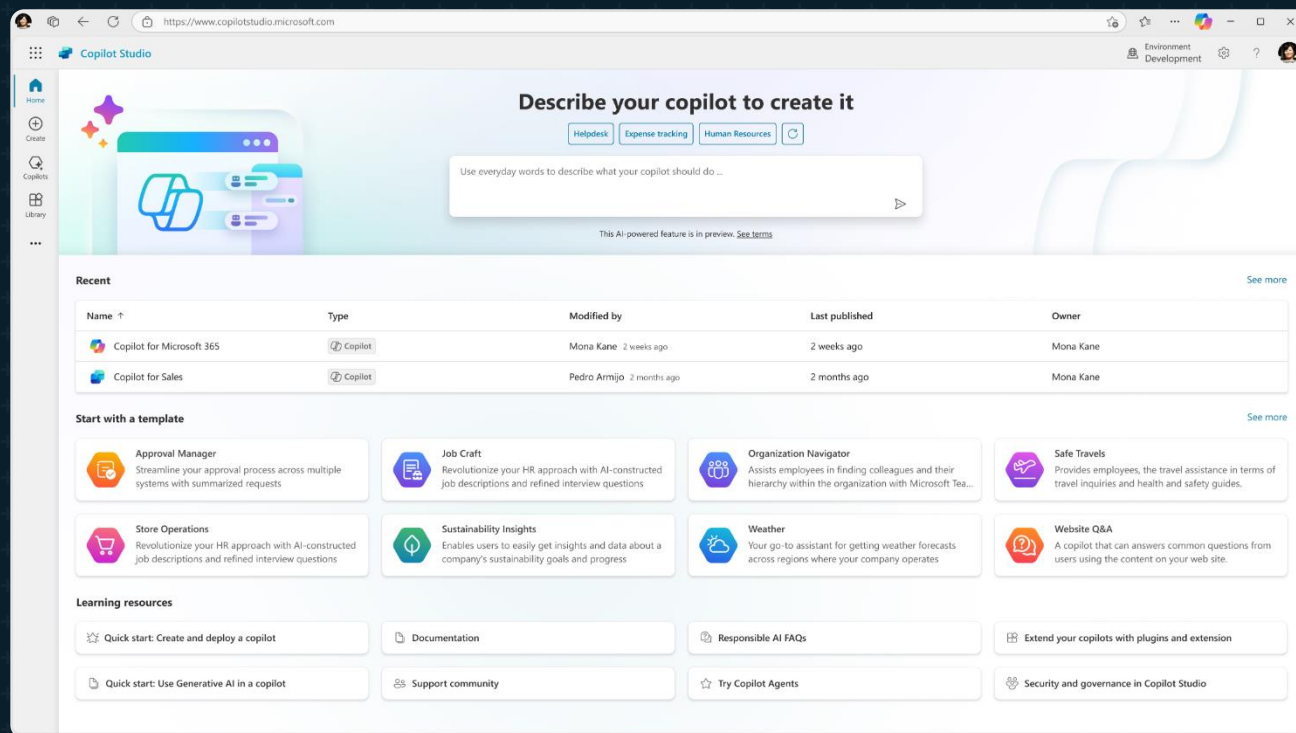 https://www.copilotstudio.microsoft.com
Copilot Studio
Environment
Development
Home
Create
Copilots
Library
Describe your copilot to create it
Helpdesk
Expense tracking
Human Resources
Use everyday words to describe what your copilot should do ...
This AI-powered feature is in preview. See terms
Recent
See more
Name ↑ Type Modified by Last published Owner
Copilot for Microsoft 365 Copilot Mona Kane 2 weeks ago 2 weeks ago Mona Kane
Copilot for Sales Copilot Pedro Armijo 2 months ago 2 months ago Mona Kane
Start with a template
See more
Approval Manager
Streamline your approval process across multiple
systems with summarized requests
Job Craft
Revolutionize your HR approach with AI-constructed
job descriptions and refined interview questions
Organization Navigator
Assists employees in finding colleagues and their
hierarchy within the organization with Microsoft Tea...
Safe Travels
Provides employees, the travel assistance in terms of
travel inquiries and health and safety guides.
Store Operations
Revolutionize your HR approach with AI-constructed
job descriptions and refined interview questions
Sustainability Insights
Enables users to easily get insights and data about a
company's sustainability goals and progress
Weather
Your go-to assistant for getting weather forecasts
across regions where your company operates
Website Q&A
A copilot that can answers common questions from
users using the content on your web site.
Learning resources
Quick start: Create and deploy a copilot
Documentation
Responsible AI FAQs
Extend your copilots with plugins and extension
Quick start: Use Generative AI in a copilot
Support community
Try Copilot Agents
Security and governance in Copilot Studio